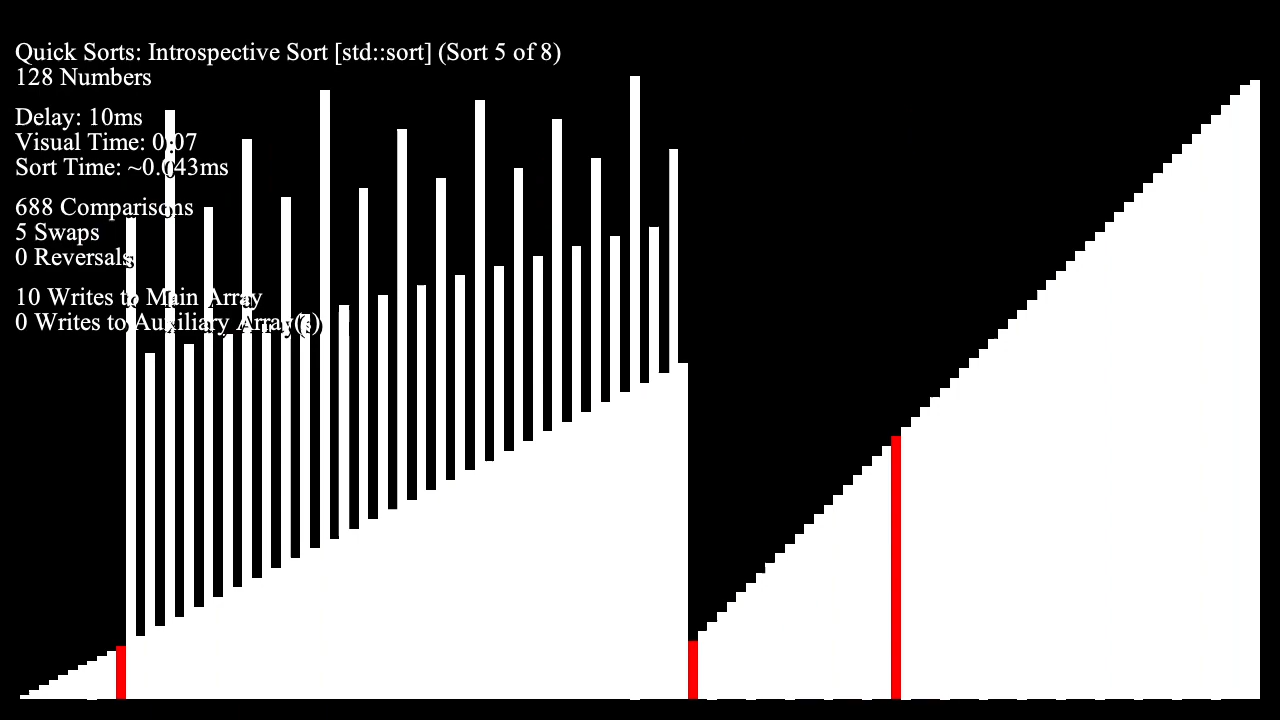 Quick Sorts: Introspective Sort [std::sort] (Sort 5 of 8)
128 Numbers
Delay: 10ms
Visual Time: 0:07
Sort Time: ~0.043ms
688 Comparisons
5 Swaps
0 Reversals
10 Writes to Main Array
0 Writes to Auxiliary Array(s)